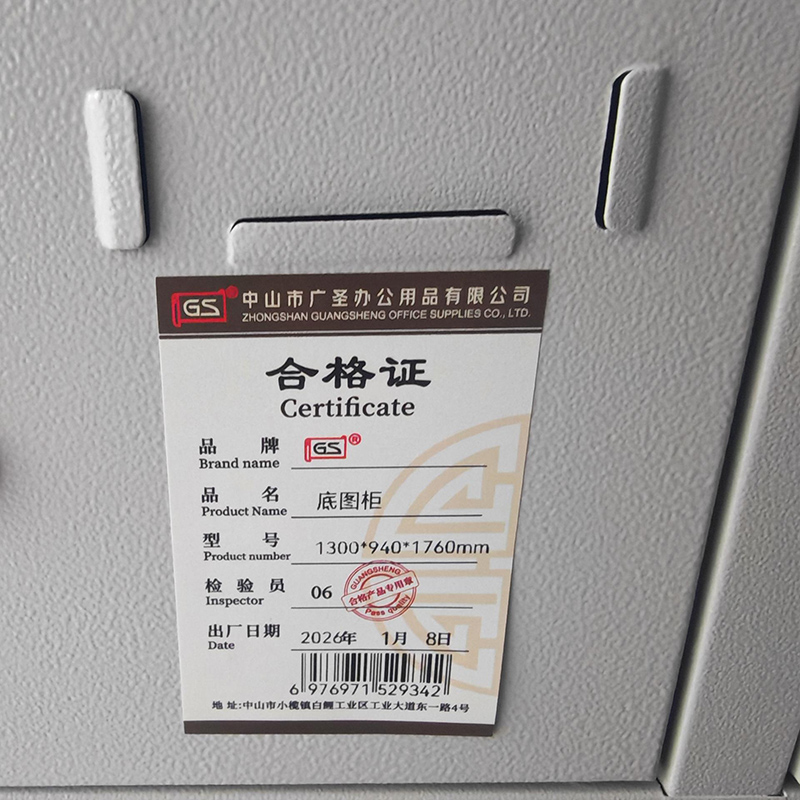 GS® 中山市广圣办公用品有限公司
ZHONGSHAN GUANGSHENG OFFICE SUPPLIES CO., LTD.
合格证
Certificate
品 牌 GS®
Brand name
品 名 底图柜
Product Name
型 号 1300*940*1760mm
Product number
检 验 员 06
Inspector
GUANGSHENG
合格产品专用章
Pass qbality
出厂日期 2026年 1月 8日
Date
6 976971 529342
地 址:中山市小榄镇白鲤工业区工业大道东一路4号